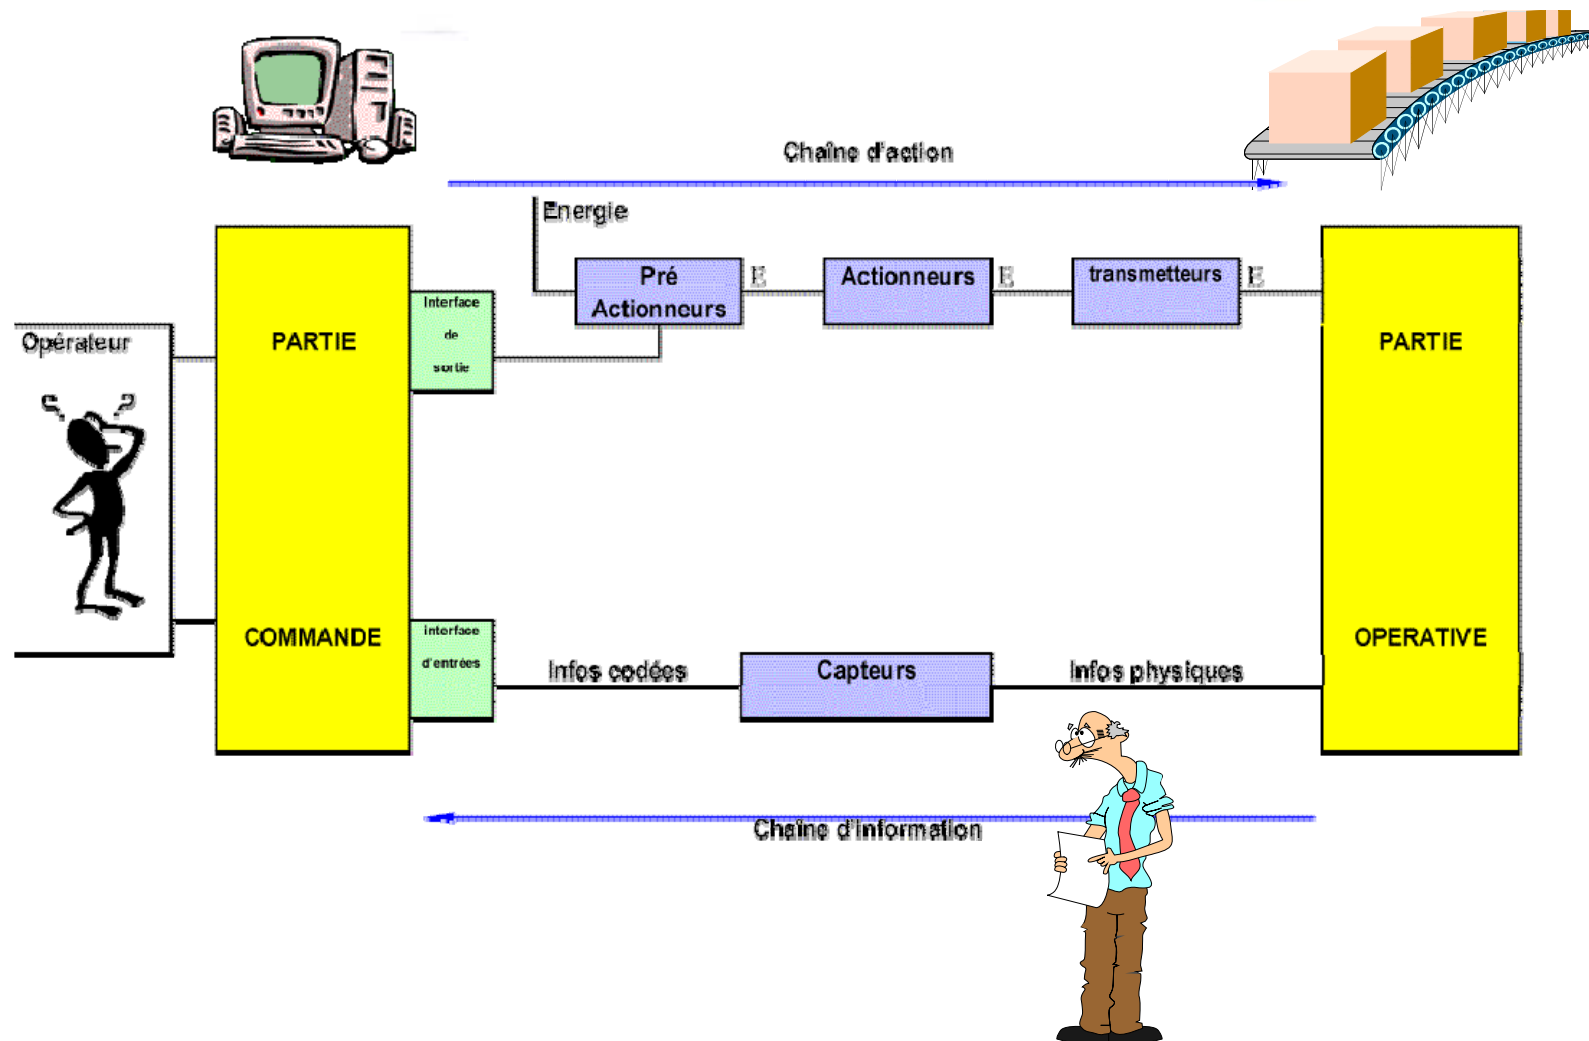 Chaîne d'action
Energie
Pré
Actionneurs
E
Actionneurs
E
transmetteurs
E
Interface
de
sortie
Opérateur
? ?
PARTIE
COMMANDE
PARTIE
OPERATIVE
interface
d'entrées
Infos codées
Capteurs
Infos physiques
Chaîne d'information